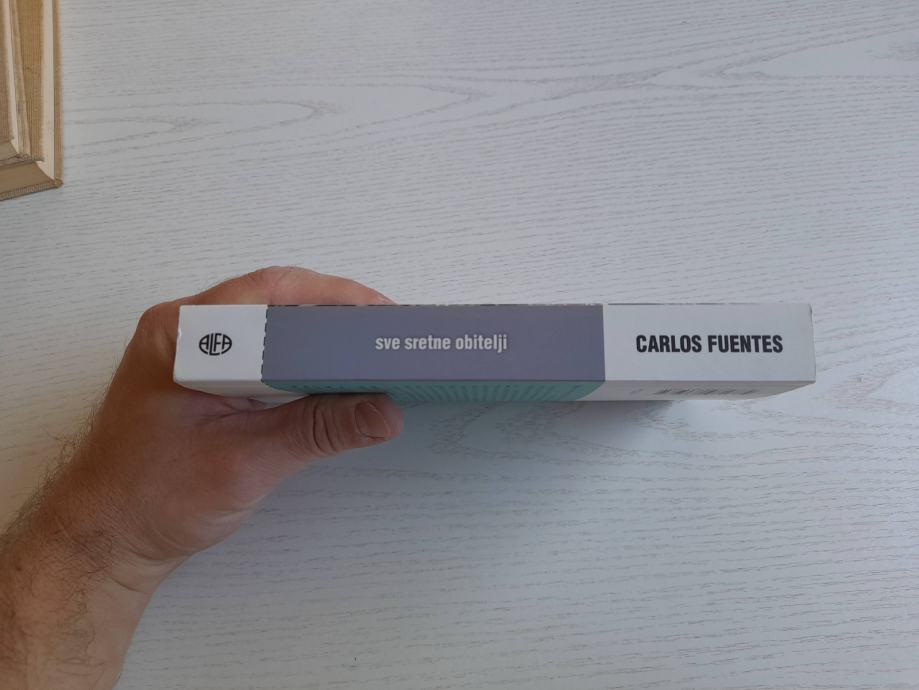 ALFA
sve sretne obitelji
CARLOS FUENTES